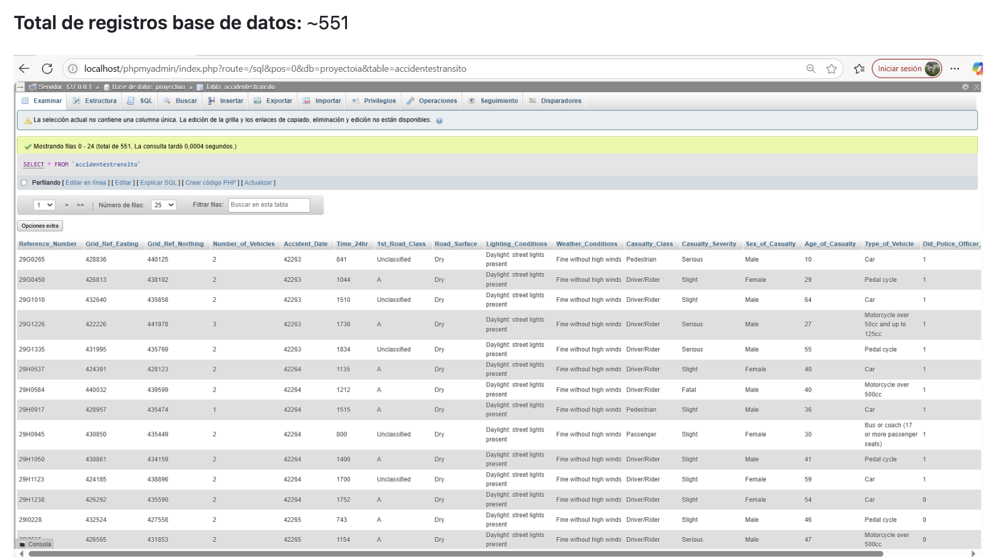 Total de registros base de datos: ~551
localhost/phpmyadmin/index.php?route=/sql&pos=0&db=proyectoia&table=accidentestransito
Iniciar sesión
Servidor: 127.0.0.1 » Base de datos: proyectoia » Tabla: accidentestransito
Examinar Estructura SQL Buscar Insertar Exportar Importar Privilegios Operaciones Seguimiento Disparadores
La selección actual no contiene una columna única. La edición de la grilla y los enlaces de copiado, eliminación y edición no están disponibles.
Mostrando filas 0 - 24 (total de 551, La consulta tardó 0,0004 segundos.)
SELECT * FROM `accidentestransito`
Perfilando [ Editar en línea ] [ Editar ] [ Explicar SQL ] [ Crear código PHP ] [ Actualizar ]
1 > >> | Número de filas: 25 Filtrar filas: Buscar en esta tabla
Opciones extra
Reference_Number Grid_Ref_Easting Grid_Ref_Northing Number_of_Vehicles Accident_Date Time_24hr 1st_Road_Class Road_Surface Lighting_Conditions Weather_Conditions Casualty_Class Casualty_Severity Sex_of_Casualty Age_of_Casualty Type_of_Vehicle Did_Police_Officer_
29G0265 428836 440125 2 42263 841 Unclassified Dry Daylight: street lights present Fine without high winds Pedestrian Serious Male 10 Car 1
29G0450 426813 438102 2 42263 1044 A Dry Daylight: street lights present Fine without high winds Driver/Rider Slight Female 29 Pedal cycle 1
29G1010 432640 435858 2 42263 1510 Unclassified Dry Daylight: street lights present Fine without high winds Driver/Rider Slight Male 64 Car 1
29G1226 422226 441978 3 42263 1730 A Dry Daylight: street lights present Fine without high winds Driver/Rider Serious Male 27 Motorcycle over 50cc and up to 125cc 1
29G1335 431995 435769 2 42263 1834 Unclassified Dry Daylight: street lights present Fine without high winds Driver/Rider Serious Male 55 Pedal cycle 1
29H0537 424391 428123 2 42264 1135 A Dry Daylight: street lights present Fine without high winds Driver/Rider Slight Female 40 Car 1
29H0584 440032 439599 2 42264 1212 A Dry Daylight: street lights present Fine without high winds Driver/Rider Fatal Male 40 Motorcycle over 500cc 1
29H0917 428957 435474 1 42264 1515 A Dry Daylight: street lights present Fine without high winds Pedestrian Slight Male 36 Car 1
29H0945 430850 435449 2 42264 800 Unclassified Dry Daylight: street lights present Fine without high winds Passenger Slight Female 30 Bus or coach (17 or more passenger seats) 1
29H1050 430861 434159 2 42264 1400 A Dry Daylight: street lights present Fine without high winds Driver/Rider Slight Male 41 Pedal cycle 1
29H1123 424185 438896 2 42264 1700 Unclassified Dry Daylight: street lights present Fine without high winds Driver/Rider Slight Female 59 Car 1
29H1238 426292 435590 2 42264 1752 A Dry Daylight: street lights present Fine without high winds Driver/Rider Slight Female 54 Car 0
29I0228 432524 427558 2 42265 743 A Dry Daylight: street lights present Fine without high winds Driver/Rider Slight Male 46 Pedal cycle 0
426565 431853 2 42265 1154 A Dry Daylight: street lights present Fine without high winds Driver/Rider Serious Male 47 Motorcycle over 500cc 0
Consola